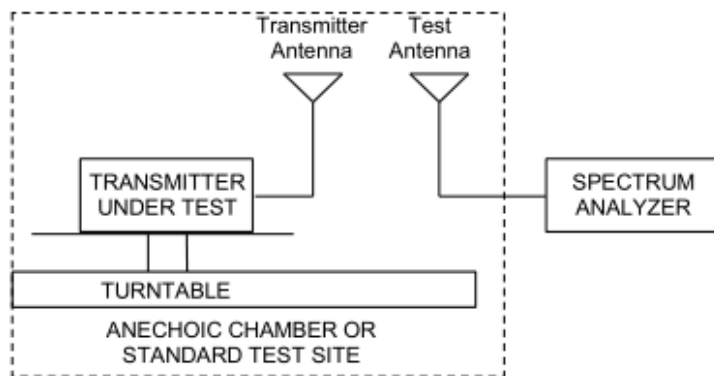 Transmitter
Antenna
Test
Antenna
TRANSMITTER
UNDER TEST
SPECTRUM
ANALYZER
TURNTABLE
ANECHOIC CHAMBER OR
STANDARD TEST SITE